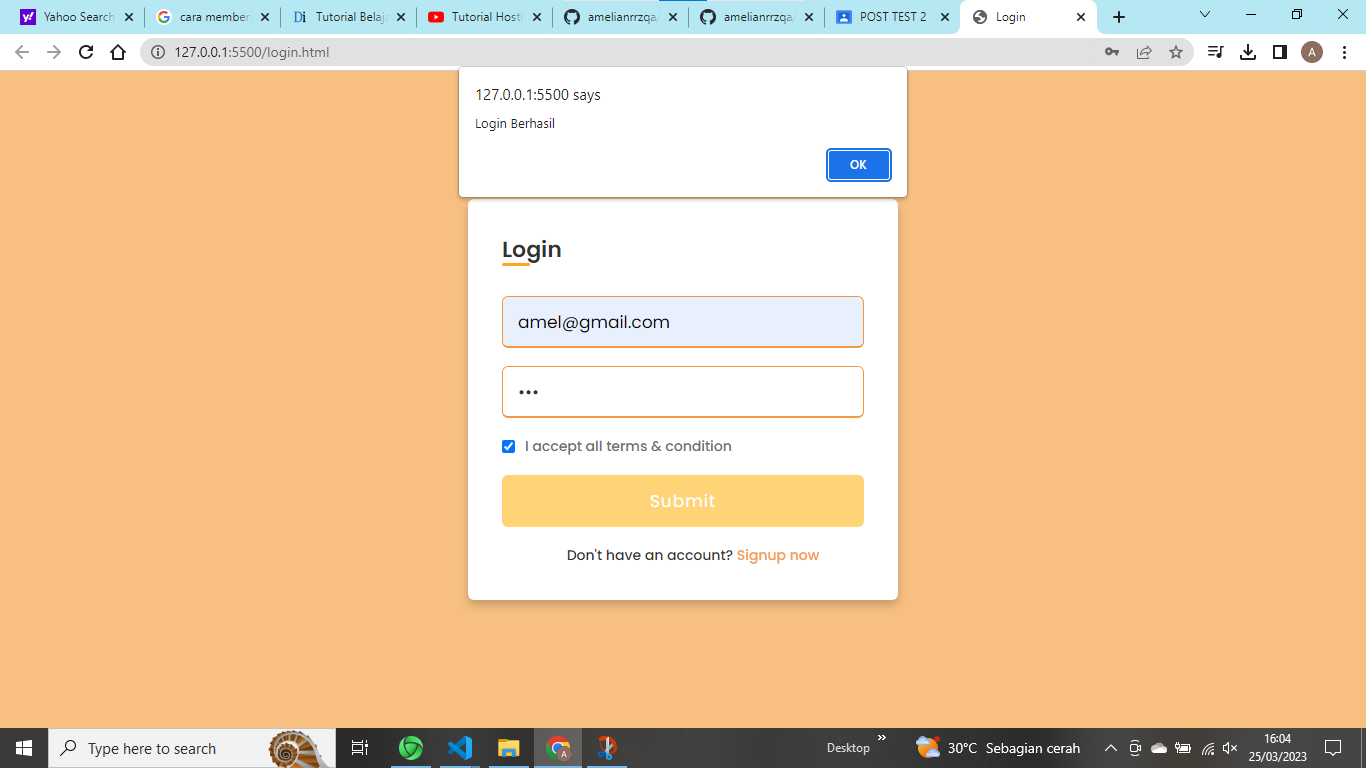 Yahoo Search
cara member
Tutorial Belaja
Tutorial Hosti
amelianrrzqa
amelianrrzqa
POST TEST 2
Login
127.0.0.1:5500/login.html
A
127.0.0.1:5500 says
Login Berhasil
OK
Login
amel@gmail.com
•••
I accept all terms & condition
Submit
Don't have an account? Signup now
Type here to search
Desktop
30°C Sebagian cerah
16:04
25/03/2023